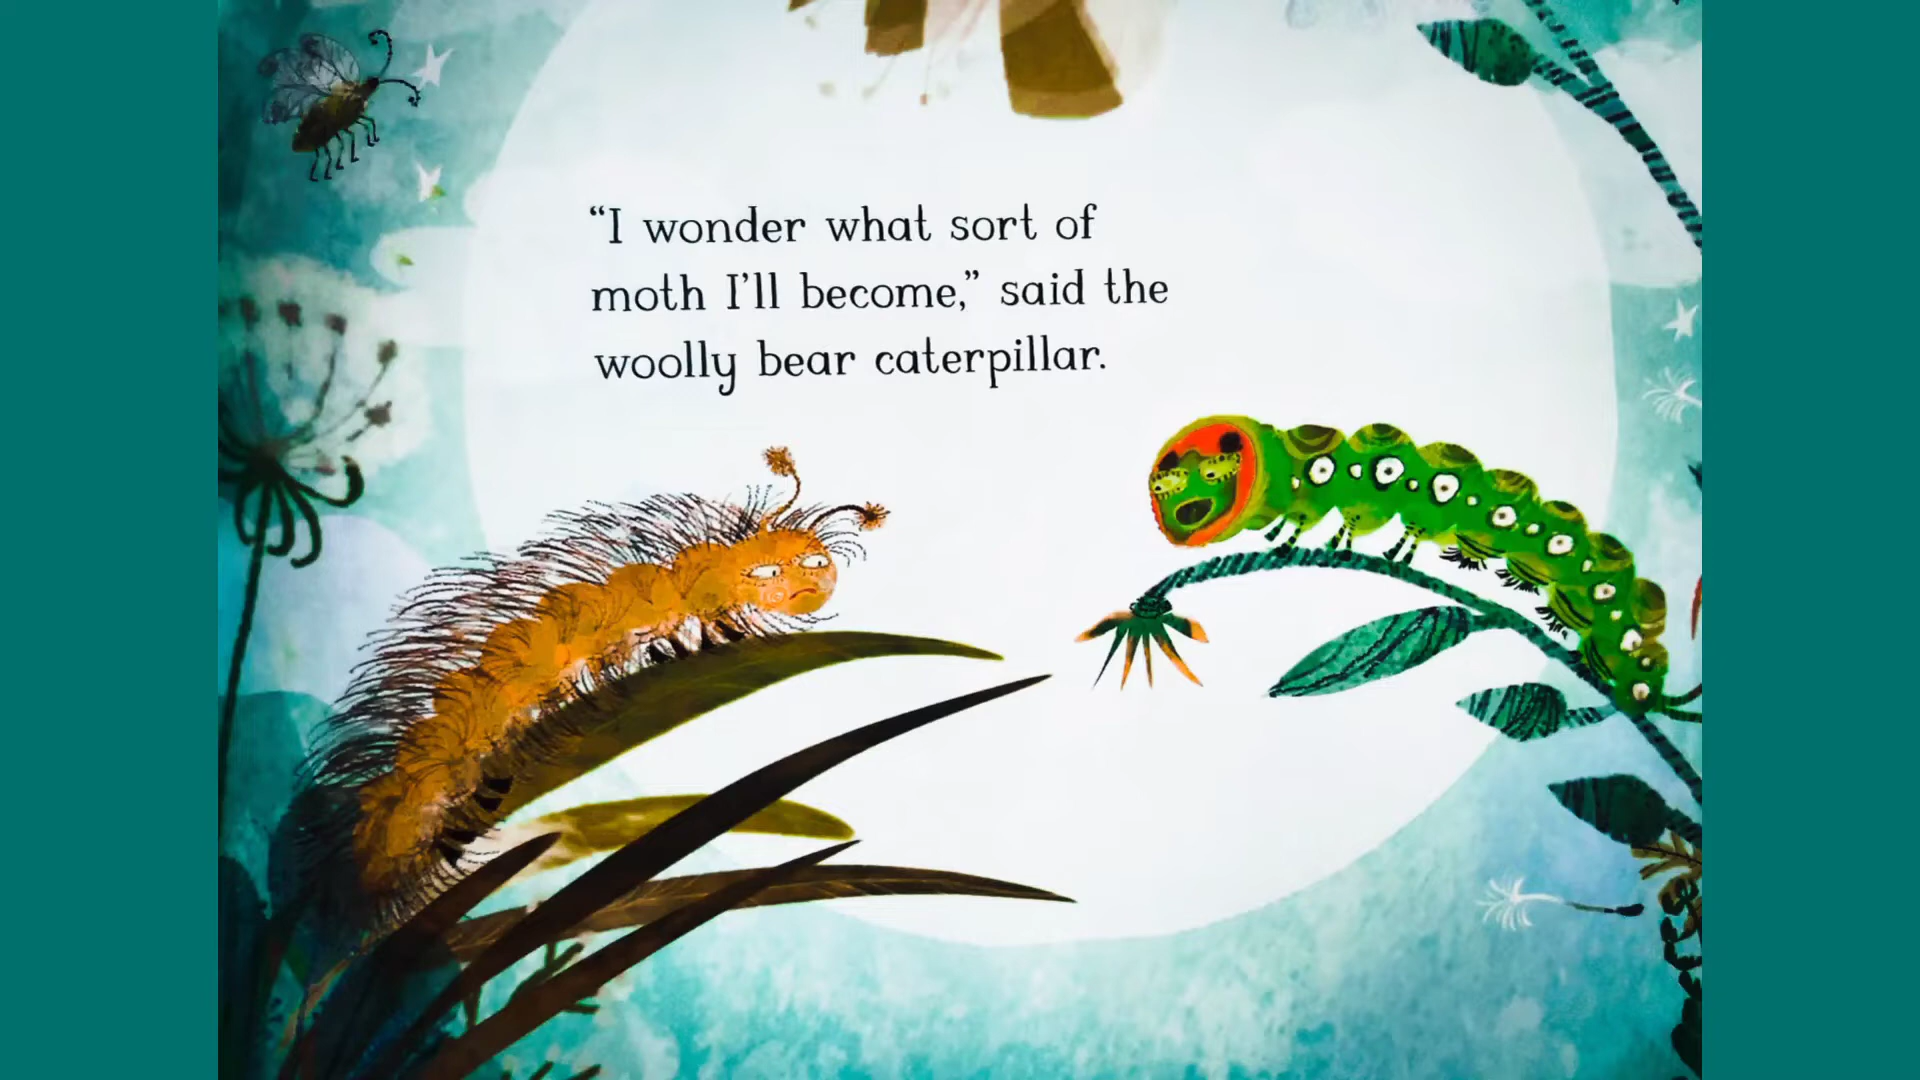 “I wonder what sort of
moth I’ll become,” said the
woolly bear caterpillar.